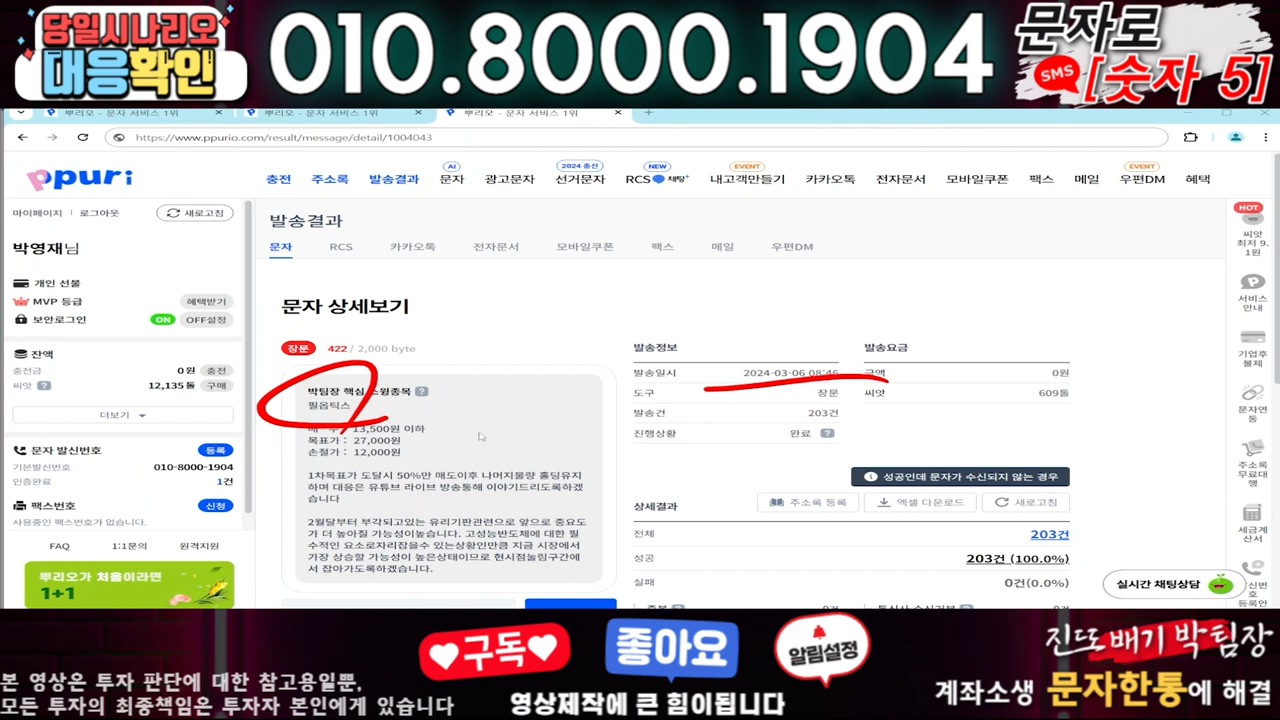 당일시나리오
대응확인
010.8000.1904
문자로
SMS
[숫자 5]
뿌리오 - 문자 서비스 1위
뿌리오 - 문자 서비스 1위
뿌리오 - 문자 서비스 1위
https://www.ppurio.com/result/message/detail/1004043
ppuri
충전
주소록
발송결과
AI
문자
광고문자
2024 총선
선거문자
NEW
RCS 채팅+
EVENT
내고객만들기
카카오톡
전자문서
모바일쿠폰
팩스
메일
EVENT
우편DM
혜택
마이페이지 | 로그아웃
새로고침
박영재님
개인 선불
MVP 등급
혜택받기
보안로그인
ON
OFF설정
잔액
충전금
0원
충전
씨앗
12,135톨
구매
더보기
문자 발신번호
등록
기본발신번호
010-8000-1904
인증완료
1건
팩스번호
신청
사용중인 팩스번호가 없습니다.
FAQ
1:1문의
원격지원
뿌리오가 처음이라면
1+1
발송결과
문자
RCS
카카오톡
전자문서
모바일쿠폰
팩스
메일
우편DM
문자 상세보기
장문
422 / 2,000 byte
박팀장 핵심 스윙종목
필옵틱스
13,500원 이하
목표가 : 27,000원
손절가 : 12,000원
1차목표가 도달시 50%만 매도이후 나머지물량 홀딩유지
하며 대응은 유튜브 라이브 방송통해 이야기드리도록하겠
습니다
2월달부터 부각되고있는 유리기판관련으로 앞으로 중요도
가 더 높아질 가능성이높습니다. 고성능반도체에 대한 필
수적인 요소로자리잡을수 있는상황인만큼 지금 시장에서
가장 상승할 가능성이 높은상태이므로 현시점눌림구간에
서 잡아가도록하겠습니다.
발송정보
발송일시
2024-03-06 08:46
도구
장문
발송건
203건
진행상황
완료
발송요금
금액
0원
씨앗
609톨
성공인데 문자가 수신되지 않는 경우
상세결과
주소록 등록
엑셀 다운로드
새로고침
전체
203건
성공
203건 (100.0%)
실패
0건(0.0%)
실시간 채팅상담
HOT
씨앗
최저 9.
1원
서비스
안내
기업후
불제
문자연
동
주소록
무료대
행
세금계
산서
구독
좋아요
알림설정
영상제작에 큰 힘이됩니다
본 영상은 투자 판단에 대한 참고용일뿐,
모든 투자의 최종책임은 투자자 본인에게 있습니다
진또배기 박팀장
계좌소생 문자한통에 해결